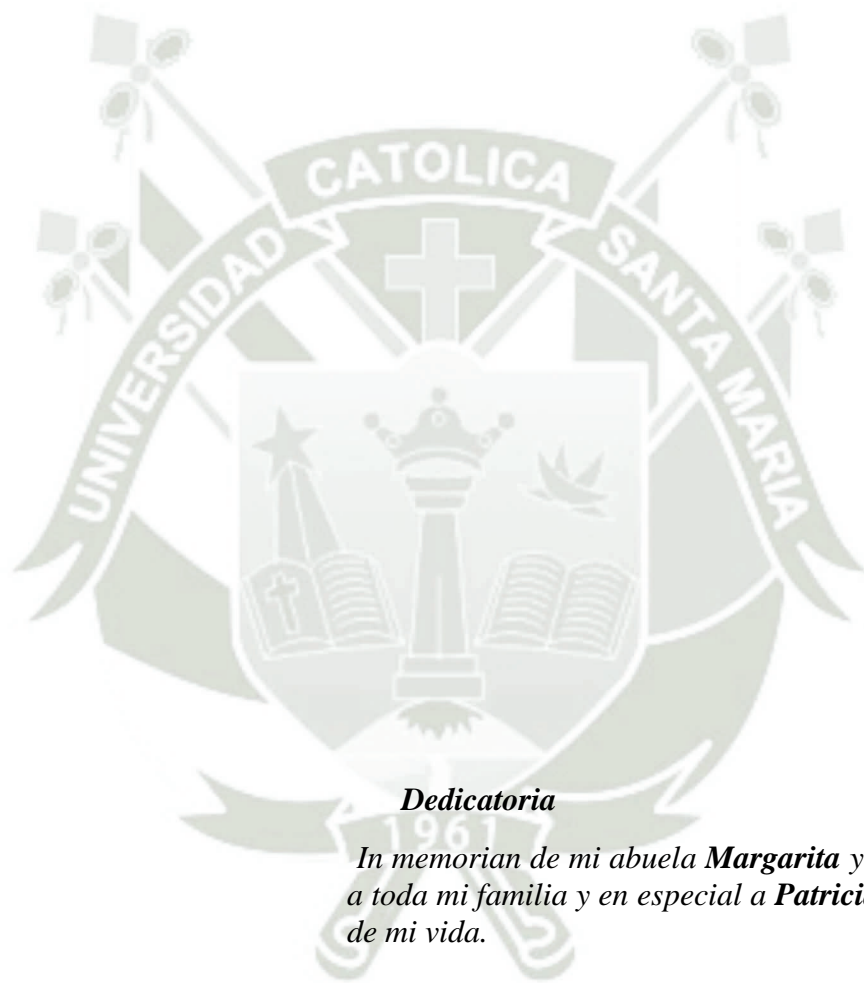 CATOLICA
UNIVERSIDAD
SANTA MARIA
Dedicatoria
1961
In memorian de mi abuela Margarita y
a toda mi familia y en especial a
de mi vida.